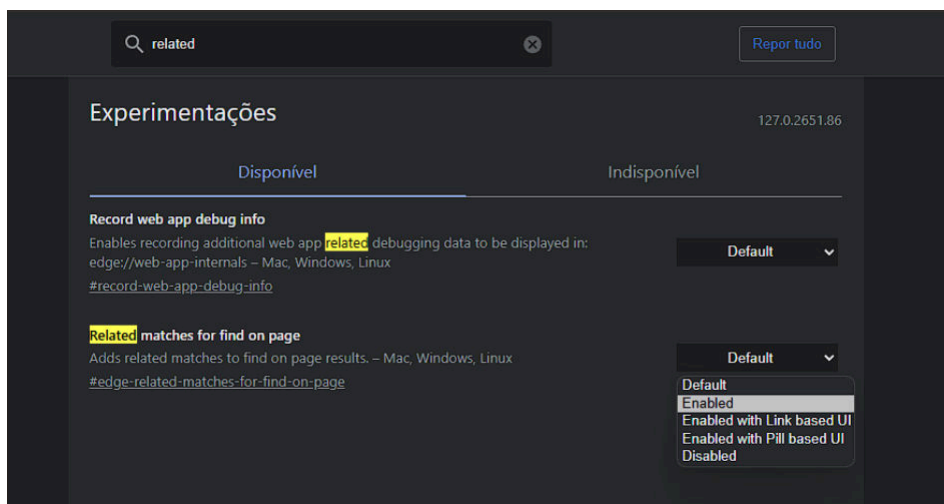 related
Repor tudo
Experimentações
127.0.2651.86
Disponível
Indisponível
Record web app debug info
Enables recording additional web app related debugging data to be displayed in:
edge://web-app-internals – Mac, Windows, Linux
#record-web-app-debug-info
Default
Related matches for find on page
Adds related matches to find on page results. – Mac, Windows, Linux
#edge-related-matches-for-find-on-page
Default
Default
Enabled
Enabled with Link based UI
Enabled with Pill based UI
Disabled